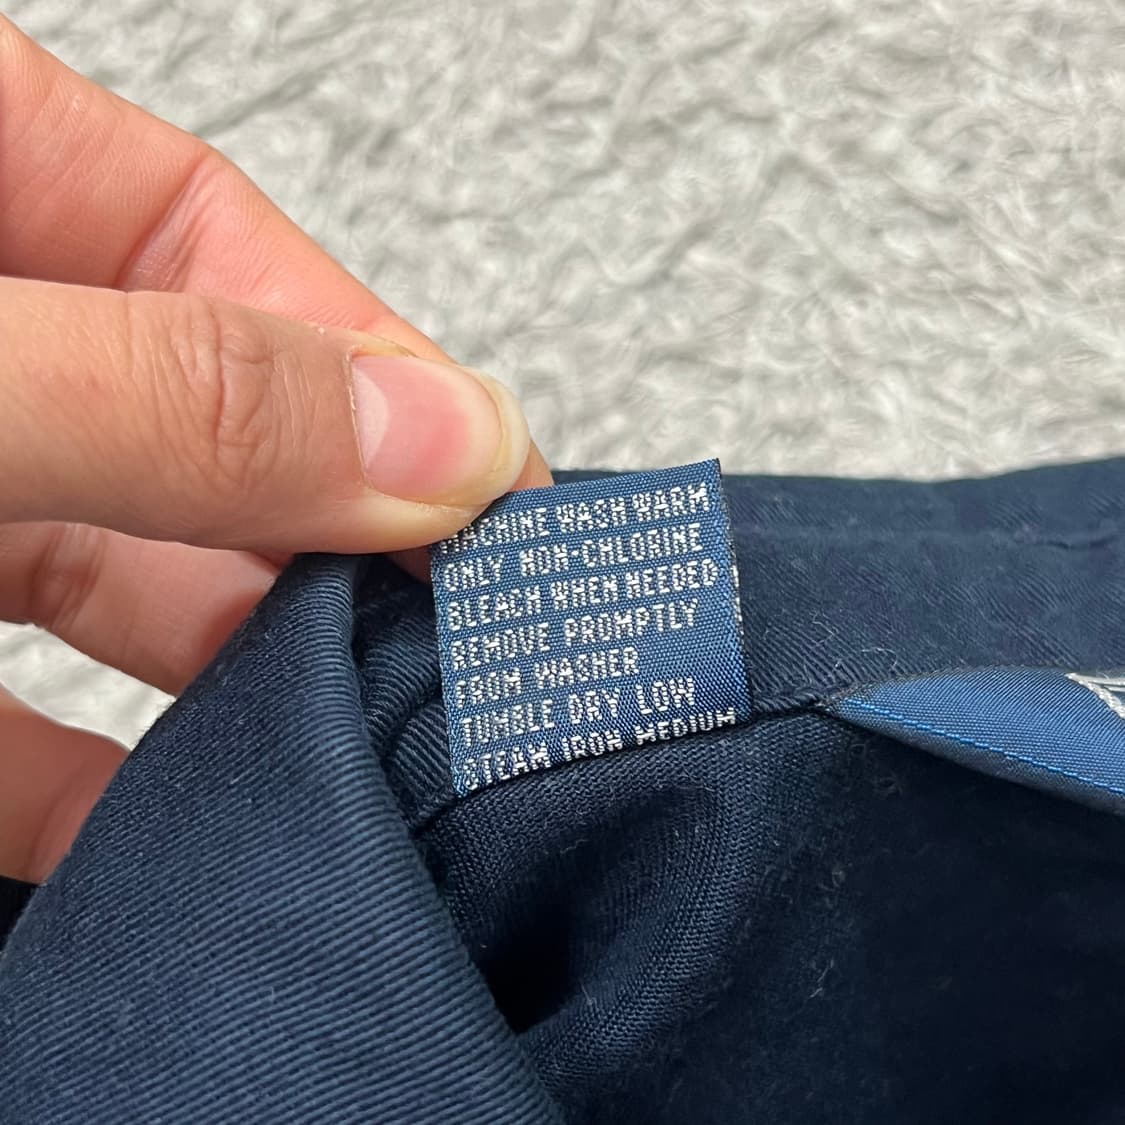 MACHINE WASH WARM
ONLY NON-CHLORINE
BLEACH WHEN NEEDED
REMOVE PROMPTLY
FROM WASHER
TUMBLE DRY LOW
STEAM IRON MEDIUM